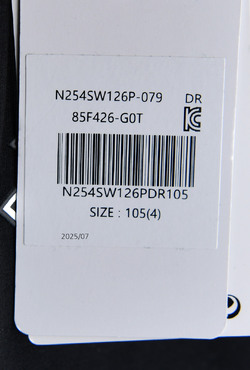 N254SW126P-079 DR
85F426-G0T
N254SW126PDR105
SIZE : 105(4)
2025/07